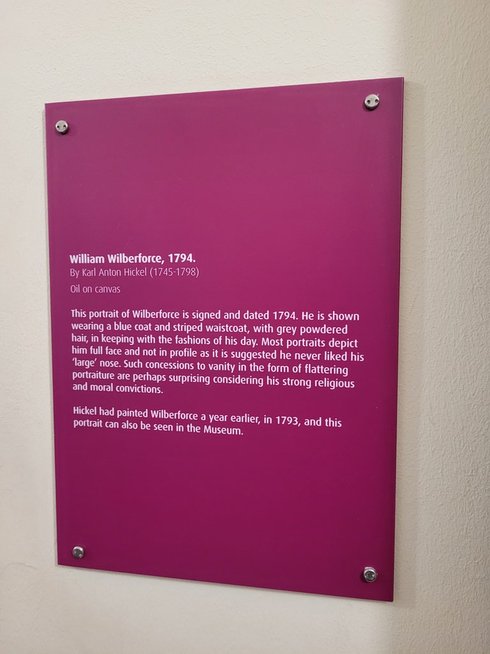 William Wilberforce, 1794.
By Karl Anton Hickel (1745-1798)
Oil on canvas
This portrait of Wilberforce is signed and dated 1794. He is shown
wearing a blue coat and striped waistcoat, with grey powdered
hair, in keeping with the fashions of his day. Most portraits depict
him full face and not in profile as it is suggested he never liked his
'large' nose. Such concessions to vanity in the form of flattering
portraiture are perhaps surprising considering his strong religious
and moral convictions.
Hickel had painted Wilberforce a year earlier, in 1793, and this
portrait can also be seen in the Museum.